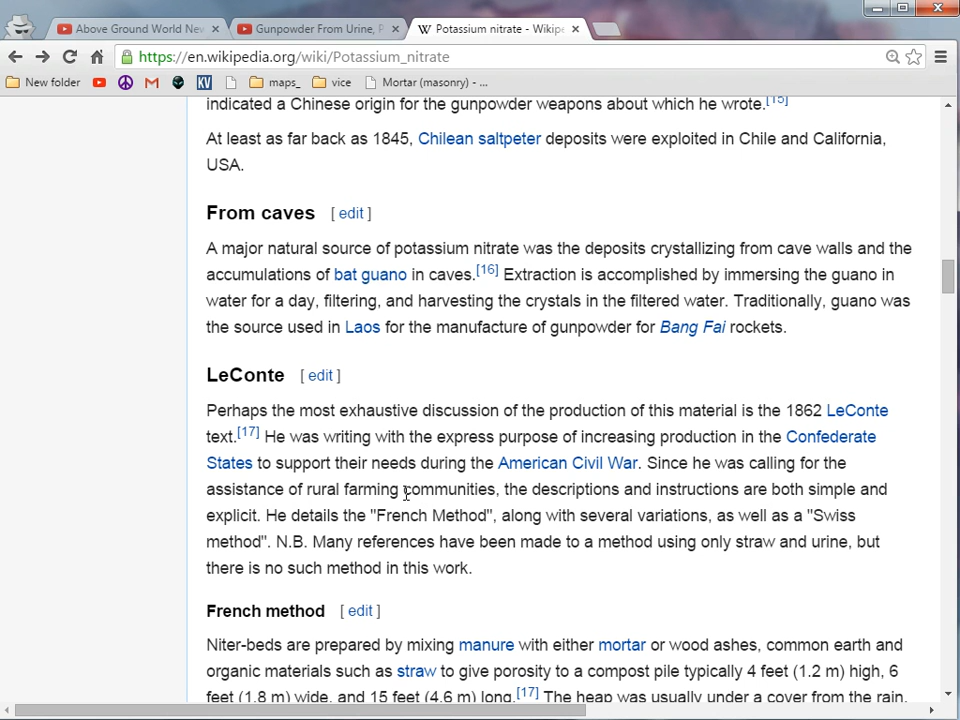 Above Ground World New
Gunpowder From Urine, P
Potassium nitrate - Wikipe
https://en.wikipedia.org/wiki/Potassium_nitrate
New folder
KV
maps_
vice
Mortar (masonry) - ...
indicated a Chinese origin for the gunpowder weapons about which he wrote.[15]
At least as far back as 1845, Chilean saltpeter deposits were exploited in Chile and California,
USA.
From caves [ edit ]
A major natural source of potassium nitrate was the deposits crystallizing from cave walls and the
accumulations of bat guano in caves.[16] Extraction is accomplished by immersing the guano in
water for a day, filtering, and harvesting the crystals in the filtered water. Traditionally, guano was
the source used in Laos for the manufacture of gunpowder for Bang Fai rockets.
LeConte [ edit ]
Perhaps the most exhaustive discussion of the production of this material is the 1862 LeConte
text.[17] He was writing with the express purpose of increasing production in the Confederate
States to support their needs during the American Civil War. Since he was calling for the
assistance of rural farming communities, the descriptions and instructions are both simple and
explicit. He details the "French Method", along with several variations, as well as a "Swiss
method". N.B. Many references have been made to a method using only straw and urine, but
there is no such method in this work.
French method [ edit ]
Niter-beds are prepared by mixing manure with either mortar or wood ashes, common earth and
organic materials such as straw to give porosity to a compost pile typically 4 feet (1.2 m) high, 6
feet (1.8 m) wide, and 15 feet (4.6 m) long.[17] The heap was usually under a cover from the rain,